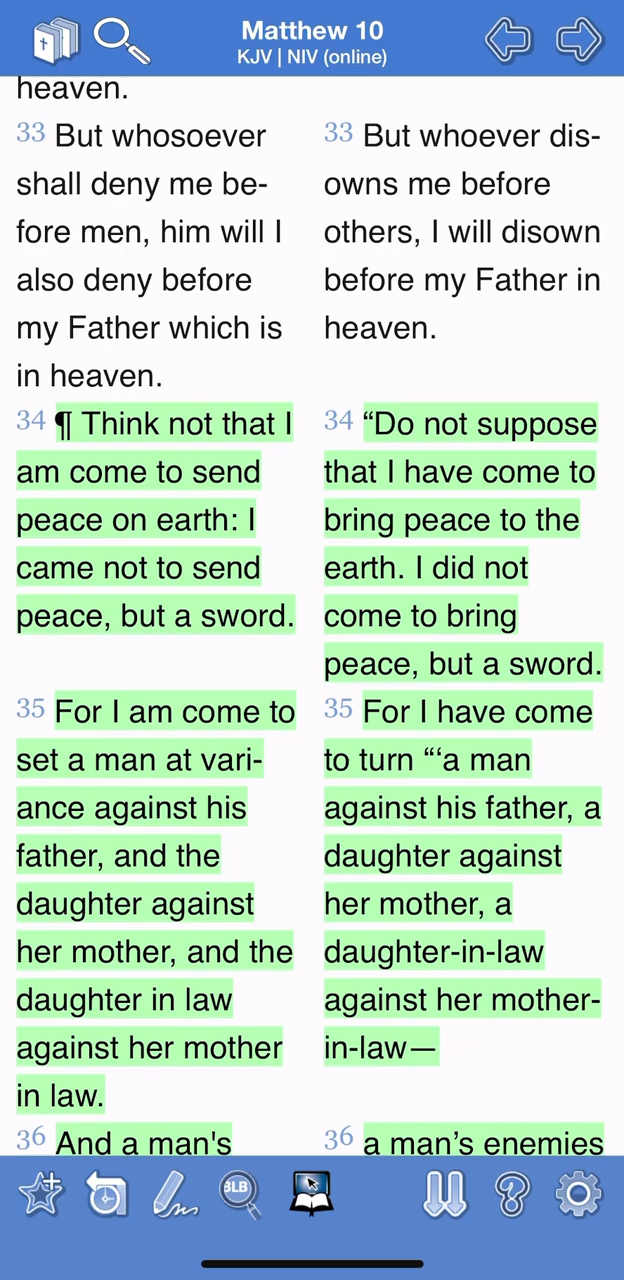 Matthew 10
KJV | NIV (online)
heaven.
33 But whosoever
shall deny me be-
fore men, him will I
also deny before
my Father which is
in heaven.
34 ¶ Think not that I
am come to send
peace on earth: I
came not to send
peace, but a sword.
35 For I am come to
set a man at vari-
ance against his
father, and the
daughter against
her mother, and the
daughter in law
against her mother
in law.
36 And a man's
33 But whoever dis-
owns me before
others, I will disown
before my Father in
heaven.
34 “Do not suppose
that I have come to
bring peace to the
earth. I did not
come to bring
peace, but a sword.
35 For I have come
to turn “‘a man
against his father, a
daughter against
her mother, a
daughter-in-law
against her mother-
in-law—
36 a man’s enemies
BLB